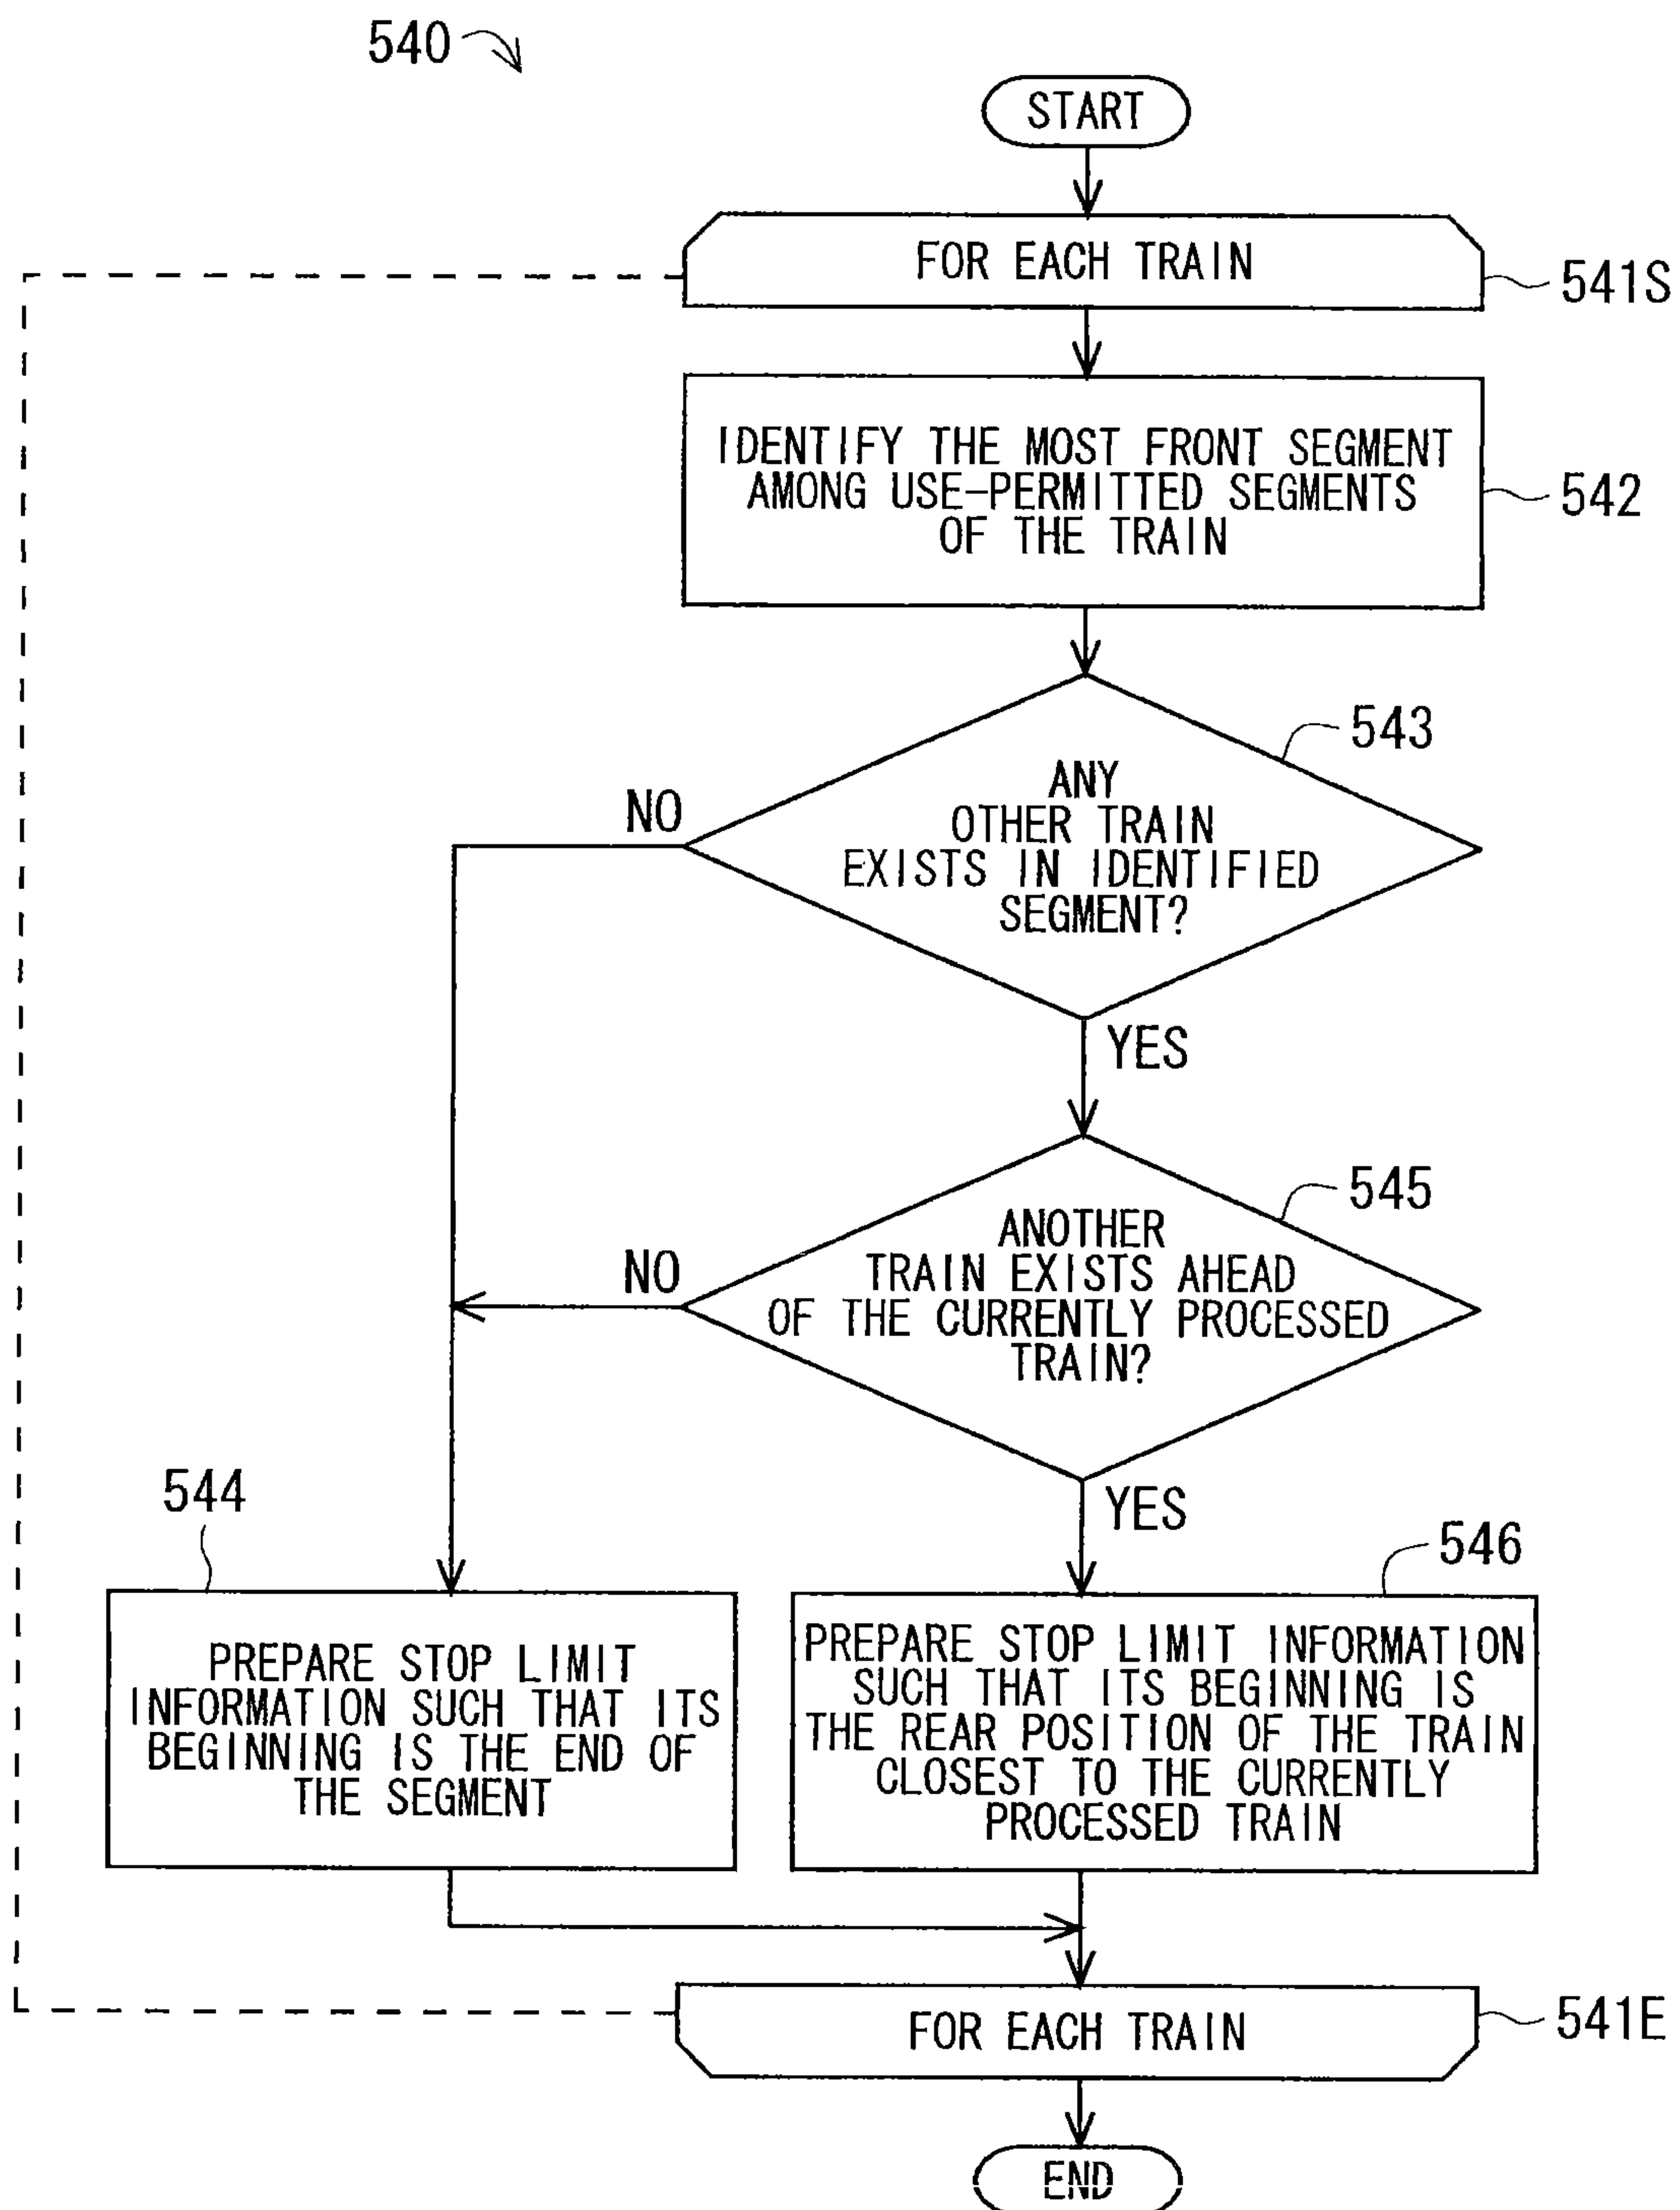 540
START
FOR EACH TRAIN
541S
IDENTIFY THE MOST FRONT SEGMENT
AMONG USE-PERMITTED SEGMENTS
OF THE TRAIN
542
543
ANY
OTHER TRAIN
EXISTS IN IDENTIFIED
SEGMENT?
NO
YES
545
ANOTHER
TRAIN EXISTS AHEAD
OF THE CURRENTLY PROCESSED
TRAIN?
NO
YES
544
PREPARE STOP LIMIT
INFORMATION SUCH THAT ITS
BEGINNING IS THE END OF
THE SEGMENT
546
PREPARE STOP LIMIT INFORMATION
SUCH THAT ITS BEGINNING IS
THE REAR POSITION OF THE TRAIN
CLOSEST TO THE CURRENTLY
PROCESSED TRAIN
FOR EACH TRAIN
541E
END